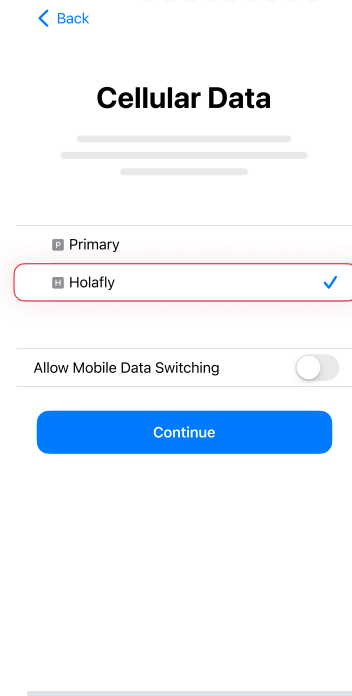 Back
Cellular Data
P Primary
H Holafly
Allow Mobile Data Switching
Continue